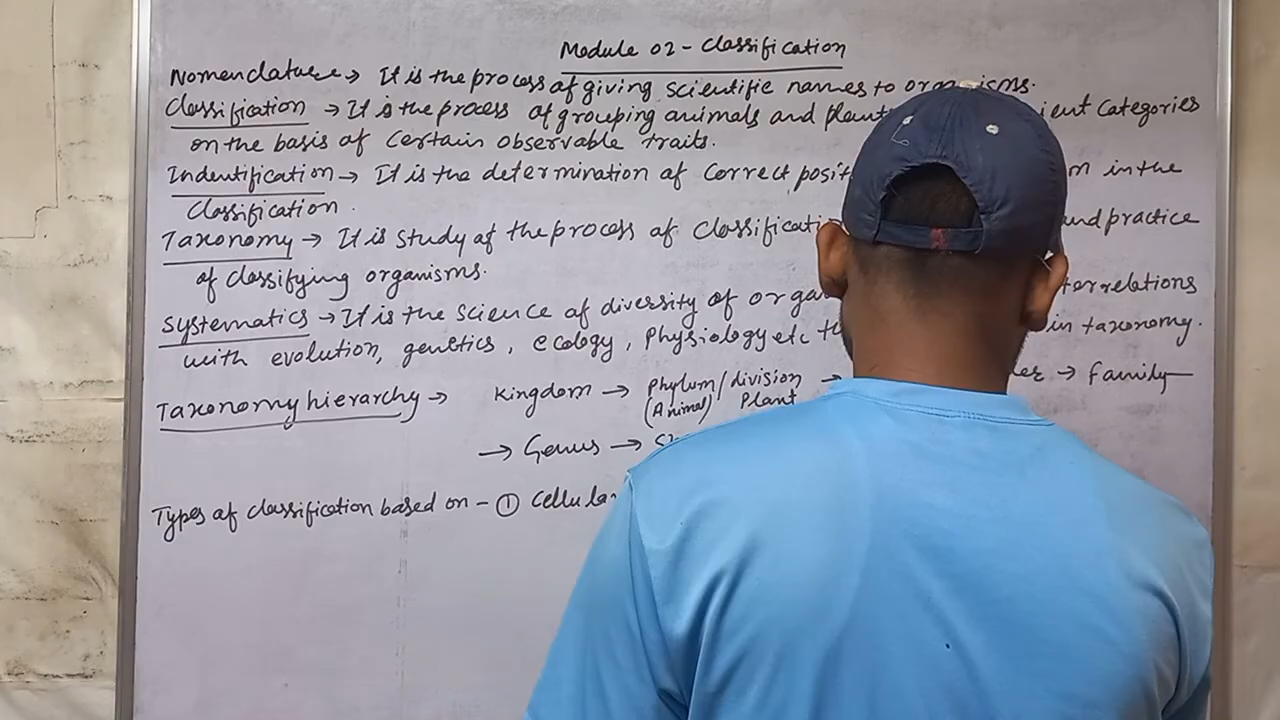 Module 02 - Classification
Nomenclature → It is the process of giving scientific names to organisms.
Classification → It is the process of grouping animals and plant ient categories
on the basis of certain observable traits.
Indentification → It is the determination of correct posit in the
classification.
Taxonomy → It is study of the process of classificati and practice
of classifying organisms.
Systematics → It is the science of diversity of orga terrelations
with evolution, genetics, ecology, Physiology etc in taxonomy.
Taxonomy hierarchy → Kingdom → Phylum/division → → Family
(Animal) Plant
→ Genus →
Types of classification based on - ① Cellula